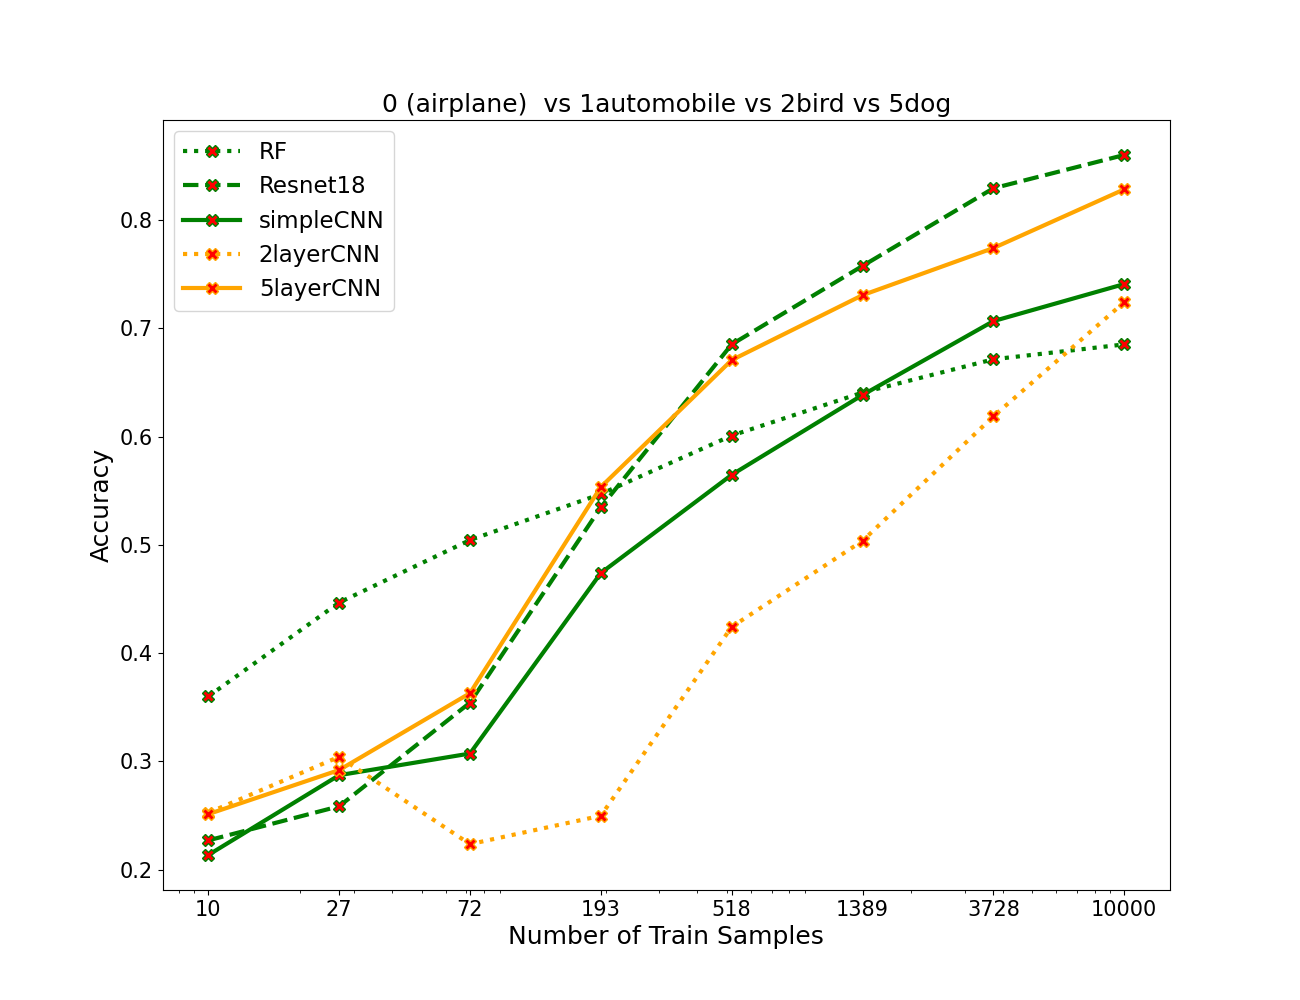 0 (airplane)  vs 1automobile vs 2bird vs 5dog
RF
Resnet18
simpleCNN
2layerCNN
5layerCNN
Accuracy
0.8
0.7
0.6
0.5
0.4
0.3
0.2
10 27 72 193 518 1389 3728 10000
Number of Train Samples